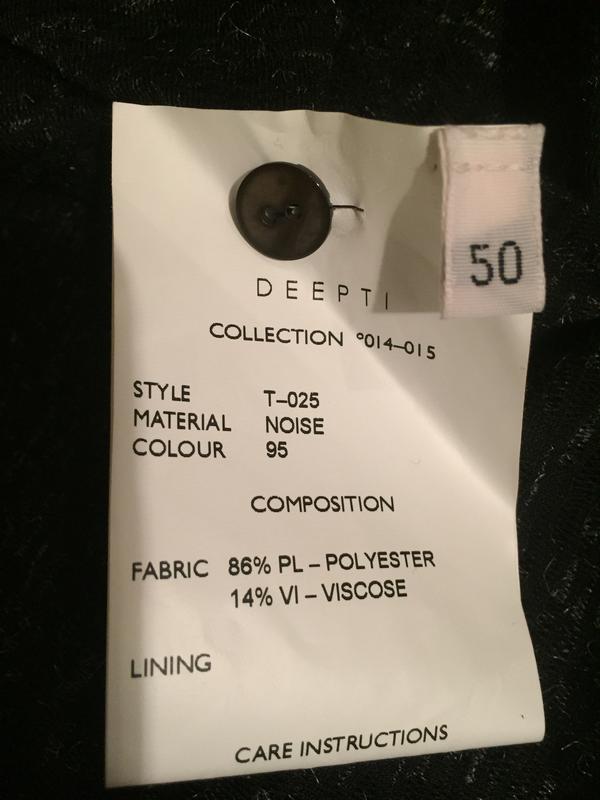 50
DEEPTI
COLLECTION °014–015
STYLE T–025
MATERIAL NOISE
COLOUR 95
COMPOSITION
FABRIC 86% PL – POLYESTER
14% VI – VISCOSE
LINING
CARE INSTRUCTIONS